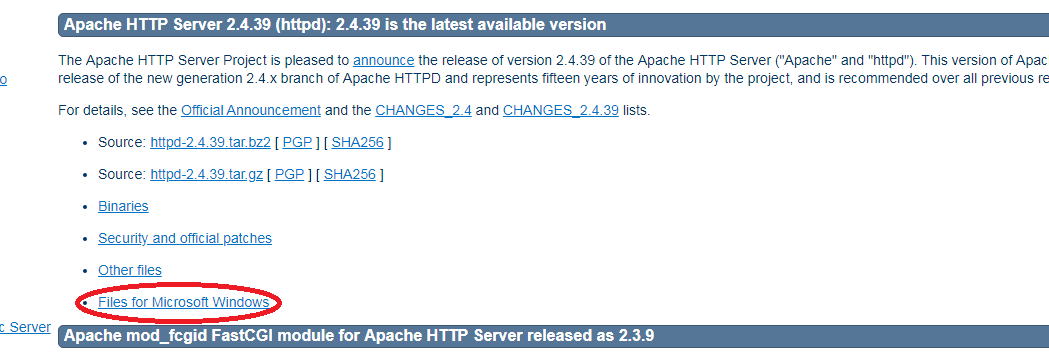 Apache HTTP Server 2.4.39 (httpd): 2.4.39 is the latest available version
The Apache HTTP Server Project is pleased to announce the release of version 2.4.39 of the Apache HTTP Server ("Apache" and "httpd"). This version of Apac
o
release of the new generation 2.4.x branch of Apache HTTPD and represents fifteen years of innovation by the project, and is recommended over all previous re
For details, see the Official Announcement and the CHANGES_2.4 and CHANGES_2.4.39 lists.
• Source: httpd-2.4.39.tar.bz2 [ PGP ] [ SHA256 ]
• Source: httpd-2.4.39.tar.gz [ PGP ] [ SHA256 ]
• Binaries
• Security and official patches
• Other files
• Files for Microsoft Windows
c Server
Apache mod_fcgid FastCGI module for Apache HTTP Server released as 2.3.9